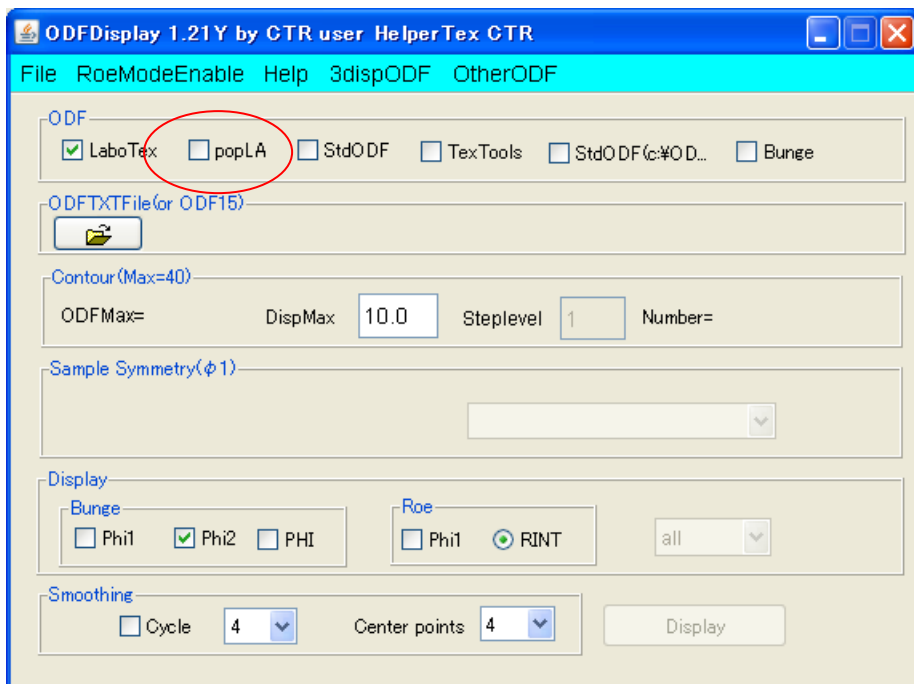 ODFDisplay 1.21Y by CTR user HelperTex CTR
File RoeModeEnable Help 3dispODF OtherODF
ODF
LaboTex popLA StdODF TexTools StdODF(c:¥OD... Bunge
ODFTXTFile(or ODF15)
Contour(Max=40)
ODFMax= DispMax 10.0 Steplevel 1 Number=
Sample Symmetry(φ1)
Display
Bunge Roe
Phi1 Phi2 PHI Phi1 RINT all
Smoothing
Cycle 4 Center points 4 Display